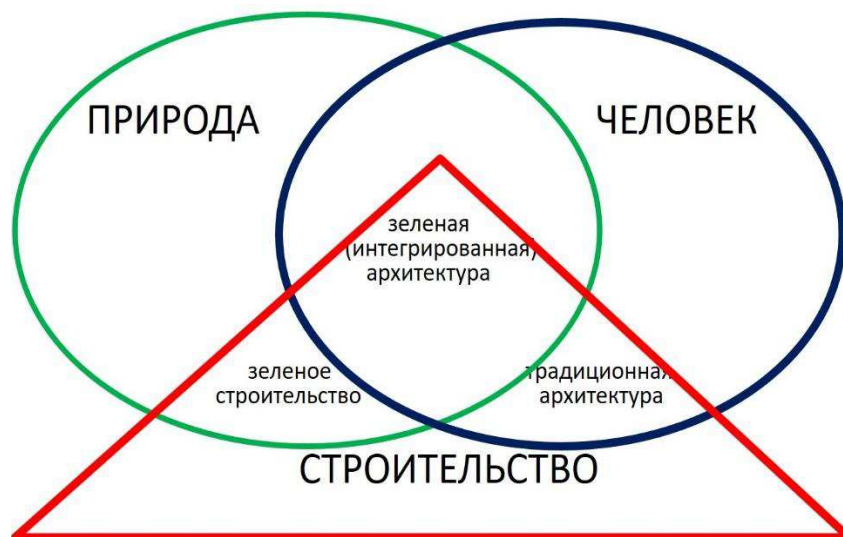 ПРИРОДА
ЧЕЛОВЕК
зеленая
(интегрированная)
архитектура
зеленое
строительство
традиционная
архитектура
СТРОИТЕЛЬСТВО